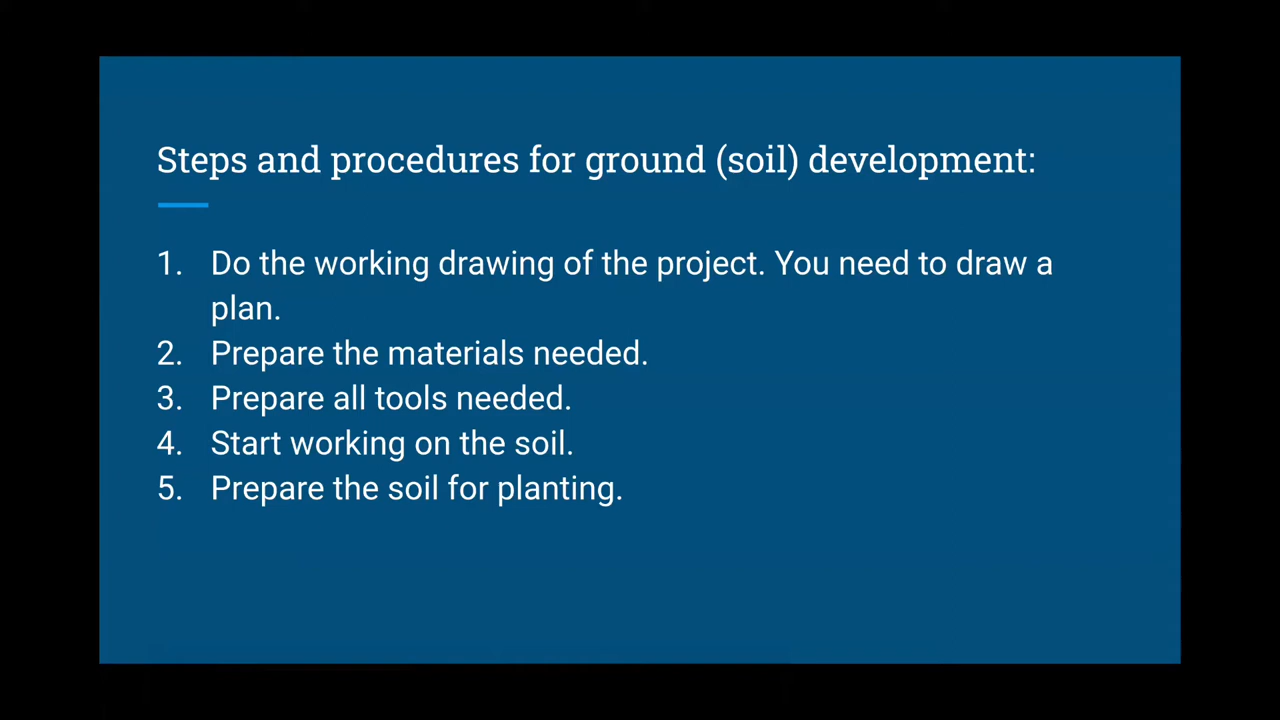 Steps and procedures for ground (soil) development:
1. Do the working drawing of the project. You need to draw a
plan.
2. Prepare the materials needed.
3. Prepare all tools needed.
4. Start working on the soil.
5. Prepare the soil for planting.